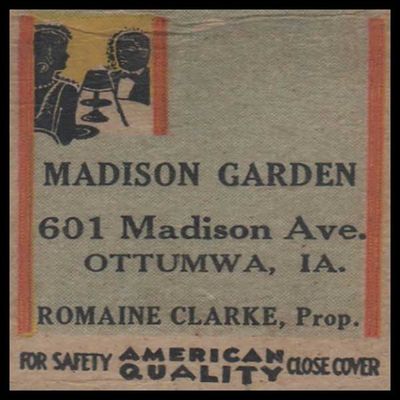 MADISON GARDEN
601 Madison Ave.
OTTUMWA, IA.
ROMAINE CLARKE, Prop.
FOR SAFETY AMERICAN QUALITY CLOSE COVER